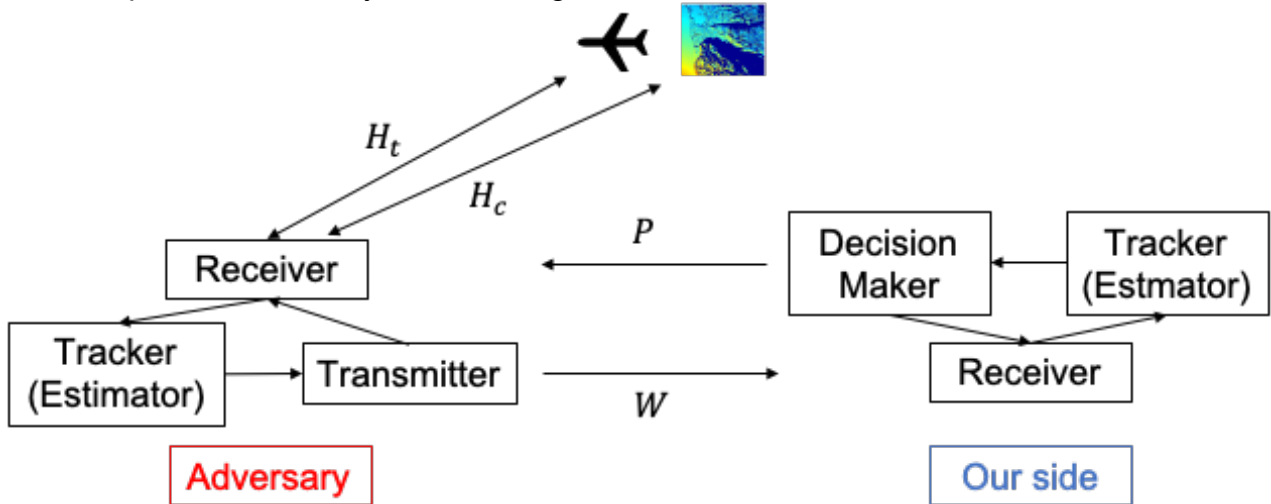 H_t
H_c
P
Receiver
Decision
Maker
Tracker
(Estmator)
Tracker
(Estimator)
Transmitter
Receiver
W
Adversary
Our side